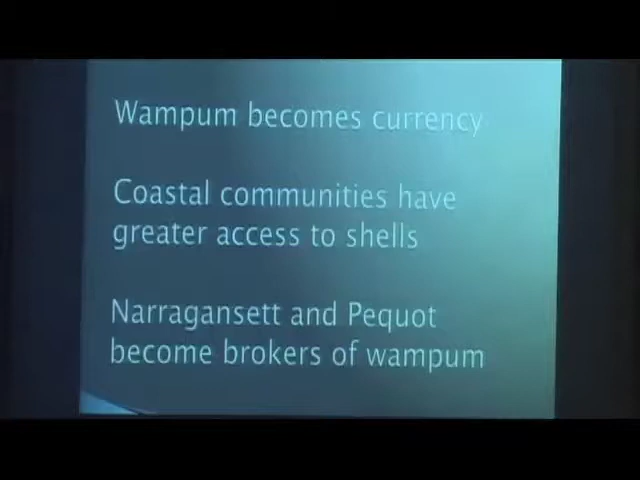 Wampum becomes currency
Coastal communities have
greater access to shells
Narragansett and Pequot
become brokers of wampum